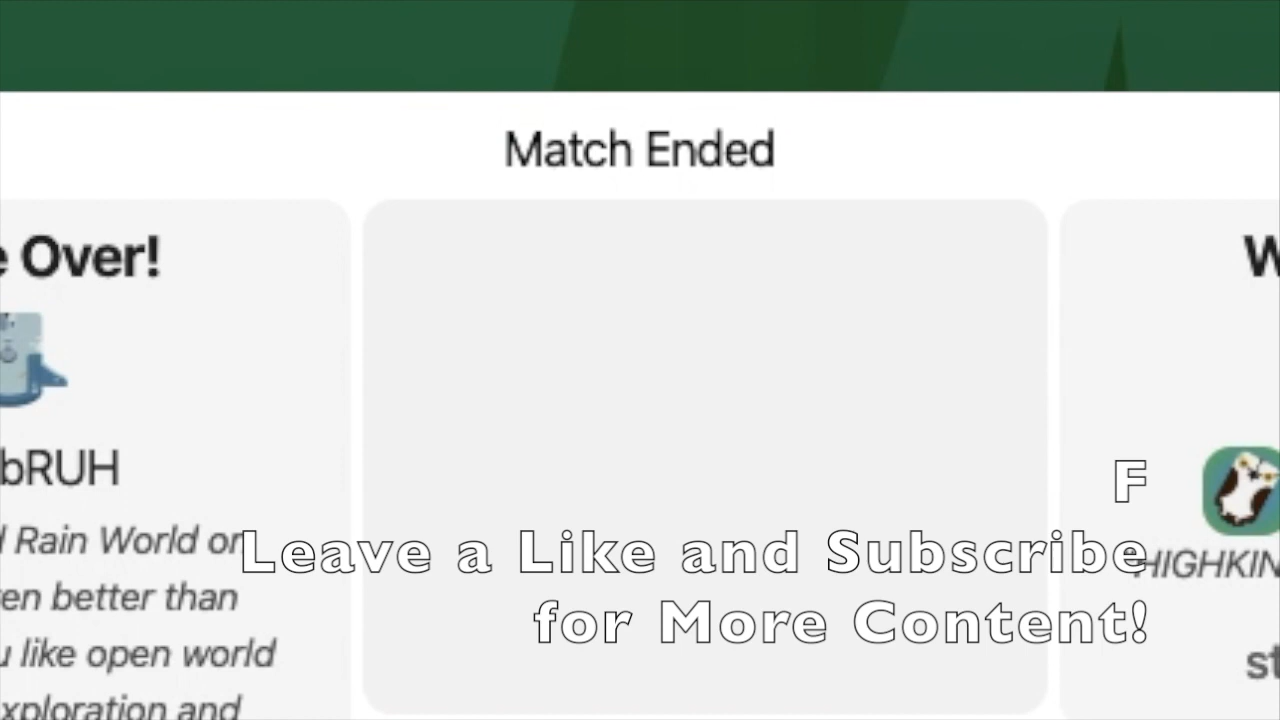 Match Ended
e Over!
bRUH
Rain World on
en better than
u like open world
xploration and
W
F
Leave a Like and Subscribe
for More Content!
HIGHKIN
st